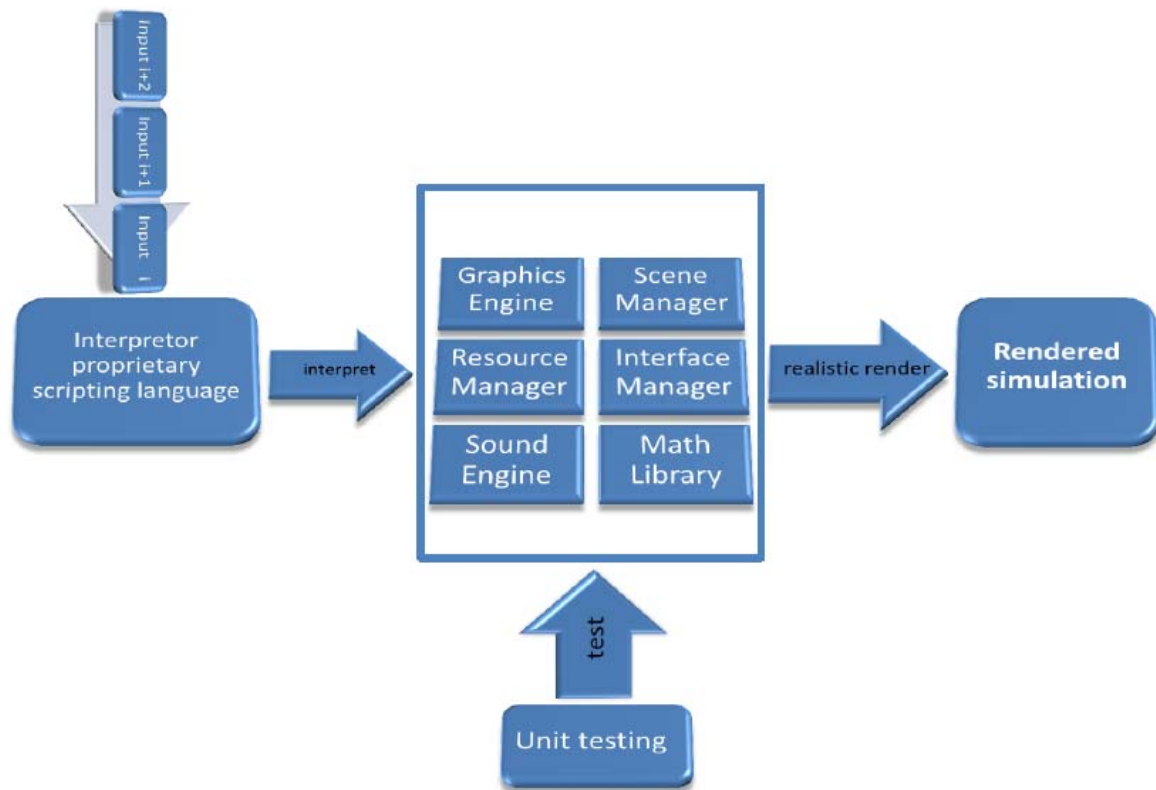 Input i+2
Input i+1
Input i
Interpretor
proprietary
scripting language
interpret
Graphics
Engine
Scene
Manager
Resource
Manager
Interface
Manager
Sound
Engine
Math
Library
realistic render
Rendered
simulation
test
Unit testing